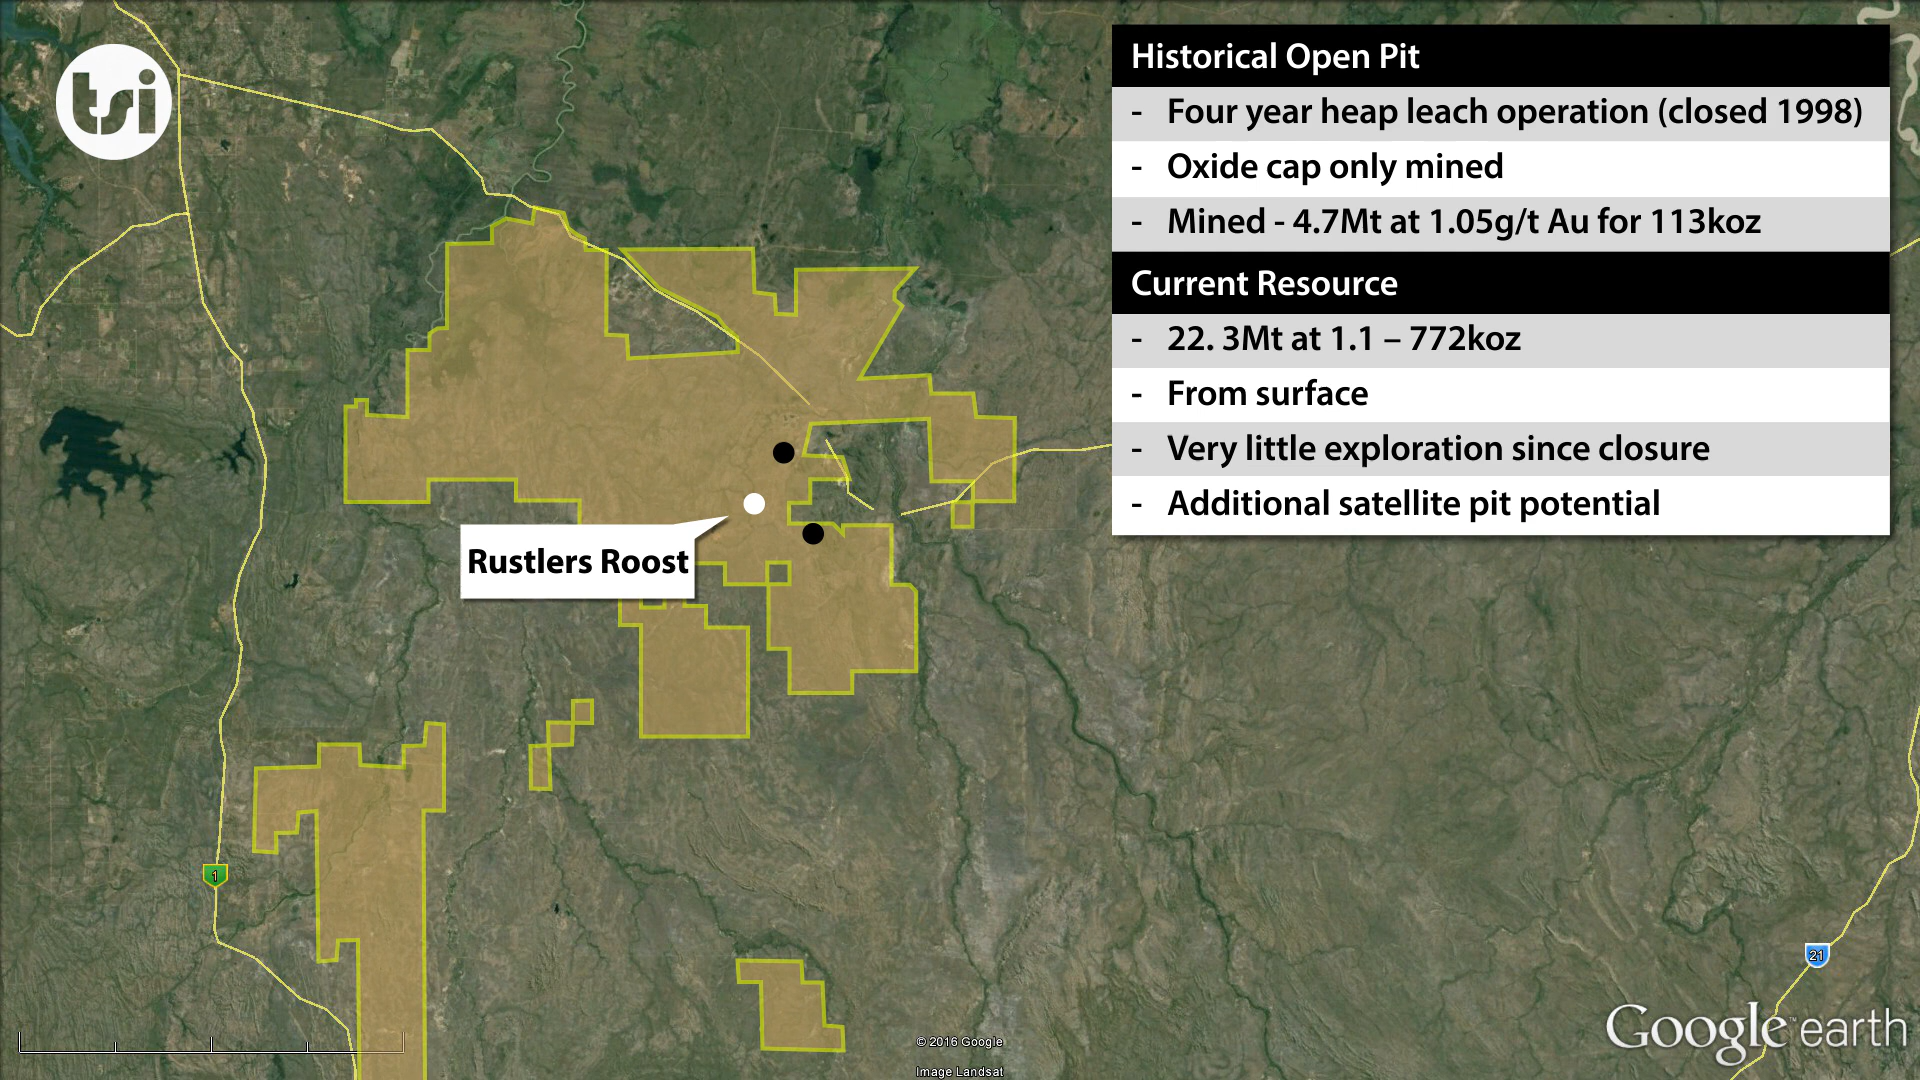 tsi
Historical Open Pit
- Four year heap leach operation (closed 1998)
- Oxide cap only mined
- Mined - 4.7Mt at 1.05g/t Au for 113koz
Current Resource
- 22. 3Mt at 1.1 – 772koz
- From surface
- Very little exploration since closure
- Additional satellite pit potential
Rustlers Roost
1
21
Google earth
© 2016 Google
Image Landsat